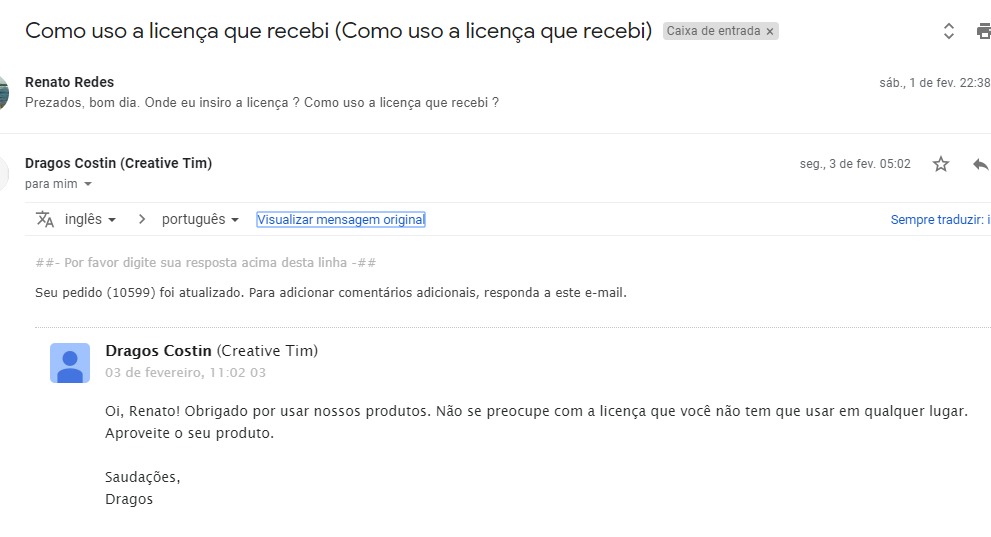 Como uso a licença que recebi (Como uso a licença que recebi) Caixa de entrada ×
Renato Redes sáb., 1 de fev. 22:38
Prezados, bom dia. Onde eu insiro a licença ? Como uso a licença que recebi ?
Dragos Costin (Creative Tim) seg., 3 de fev. 05:02
para mim
inglês > português Visualizar mensagem original Sempre traduzir: i
##- Por favor digite sua resposta acima desta linha -##
Seu pedido (10599) foi atualizado. Para adicionar comentários adicionais, responda a este e-mail.
Dragos Costin (Creative Tim)
03 de fevereiro, 11:02 03
Oi, Renato! Obrigado por usar nossos produtos. Não se preocupe com a licença que você não tem que usar em qualquer lugar.
Aproveite o seu produto.
Saudações,
Dragos